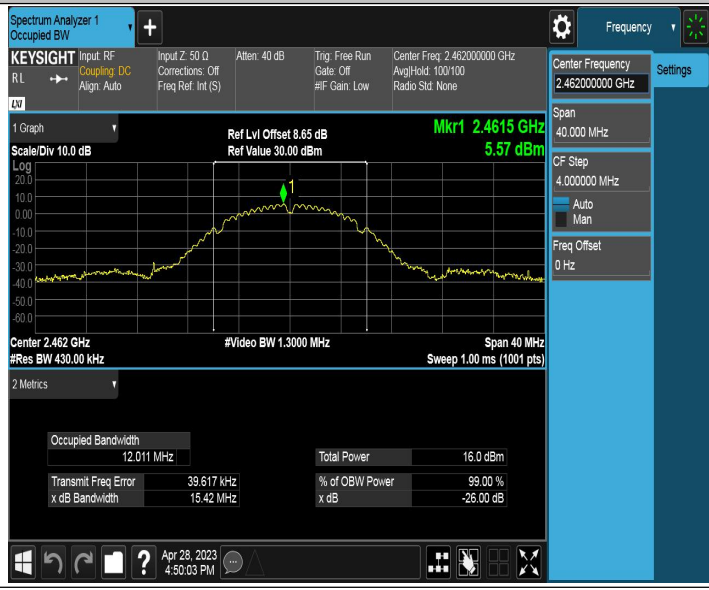 Spectrum Analyzer 1
Occupied BW
+
Frequency
KEYSIGHT
RL
LXI
Input: RF
Coupling: DC
Align: Auto
Input Z: 50 Ω
Corrections: Off
Freq Ref: Int (S)
Atten: 40 dB
Trig: Free Run
Gate: Off
#IF Gain: Low
Center Freq: 2.462000000 GHz
Avg|Hold: 100/100
Radio Std: None
Center Frequency
2.462000000 GHz
Settings
Span
40.000 MHz
CF Step
4.000000 MHz
Auto
Man
Freq Offset
0 Hz
1 Graph
Scale/Div 10.0 dB
Ref Lvl Offset 8.65 dB
Ref Value 30.00 dBm
Mkr1 2.4615 GHz
5.57 dBm
Log
20.0
10.0
0.00
-10.0
-20.0
-30.0
-40.0
-50.0
-60.0
1
Center 2.462 GHz
#Video BW 1.3000 MHz
Span 40 MHz
#Res BW 430.00 kHz
Sweep 1.00 ms (1001 pts)
2 Metrics
Occupied Bandwidth
12.011 MHz
Total Power 16.0 dBm
Transmit Freq Error 39.617 kHz
% of OBW Power 99.00 %
x dB Bandwidth 15.42 MHz
x dB -26.00 dB
?
Apr 28, 2023
4:50:03 PM